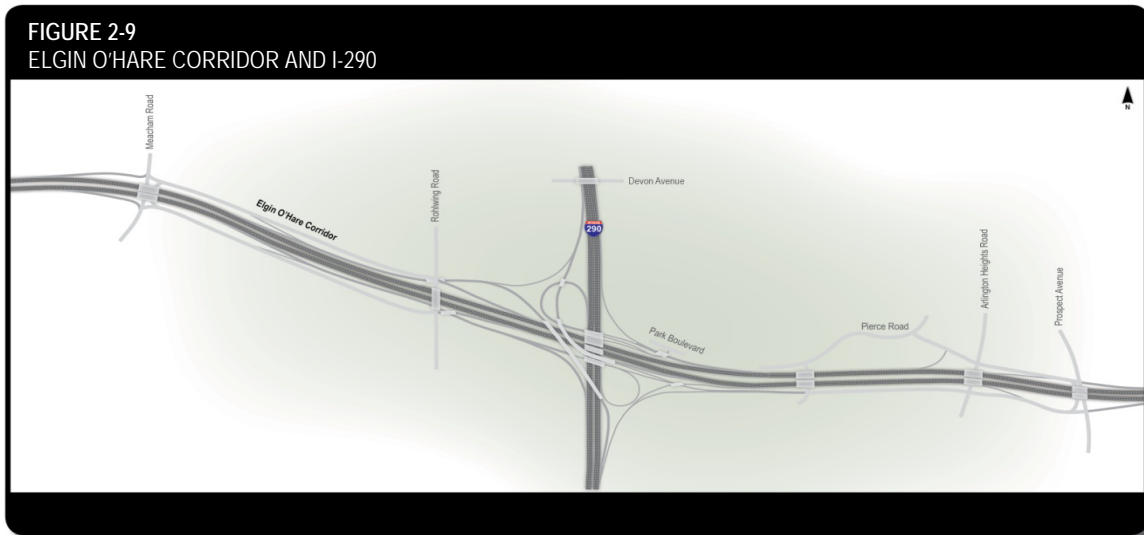 FIGURE 2-9
ELGIN O'HARE CORRIDOR AND I-290
N
Meacham Road
Elgin O'Hare Corridor
Rohlwing Road
Devon Avenue
290
Park Boulevard
Pierce Road
Arlington Heights Road
Prospect Avenue